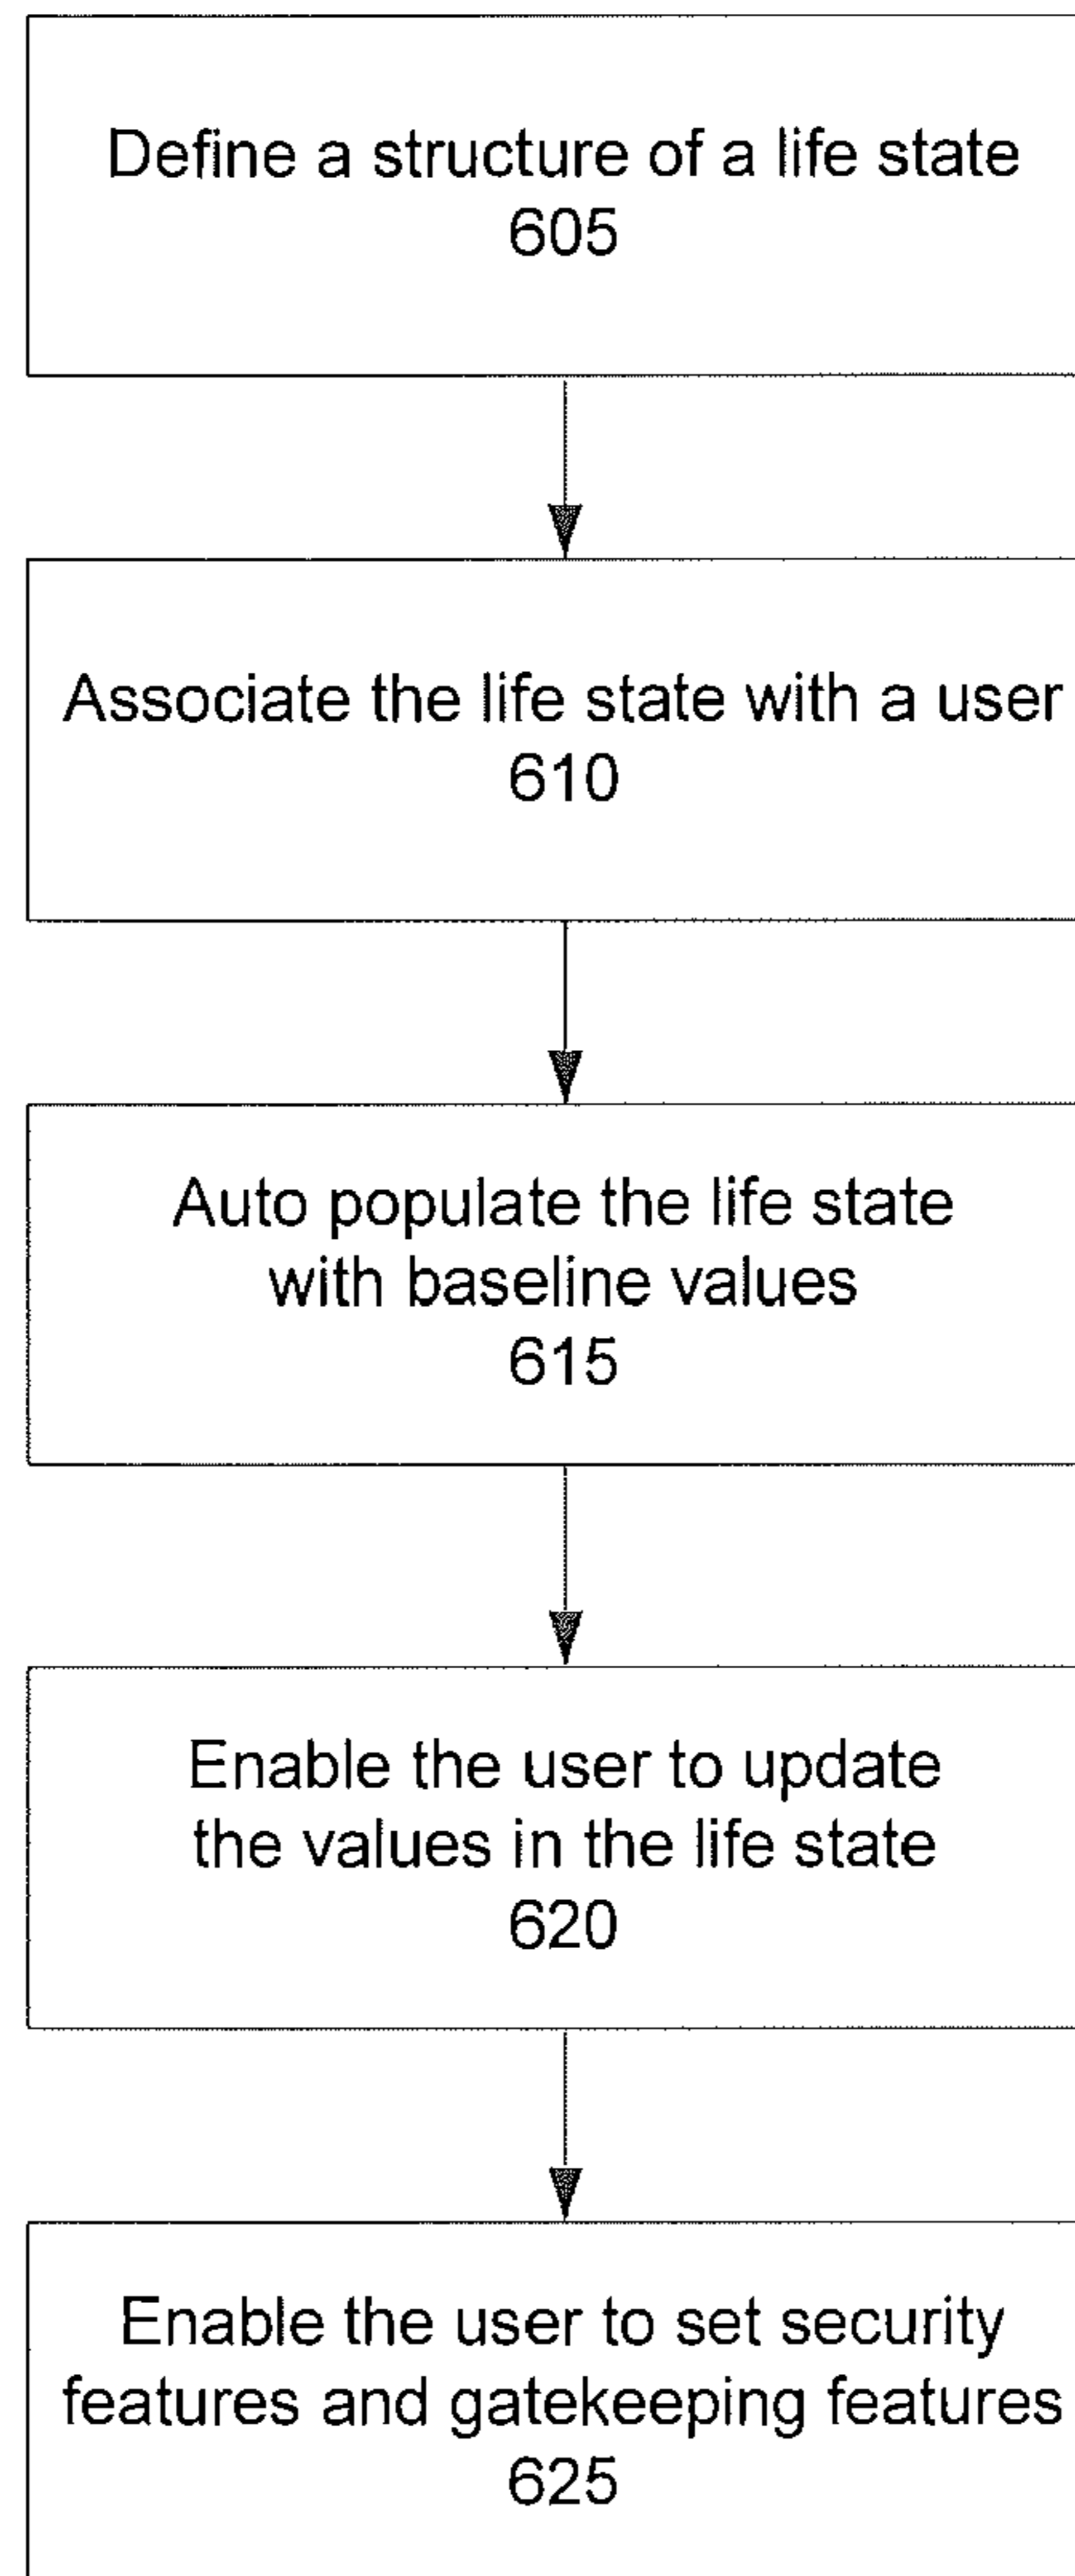 Define a structure of a life state
605
Associate the life state with a user
610
Auto populate the life state
with baseline values
615
Enable the user to update
the values in the life state
620
Enable the user to set security
features and gatekeeping features
625